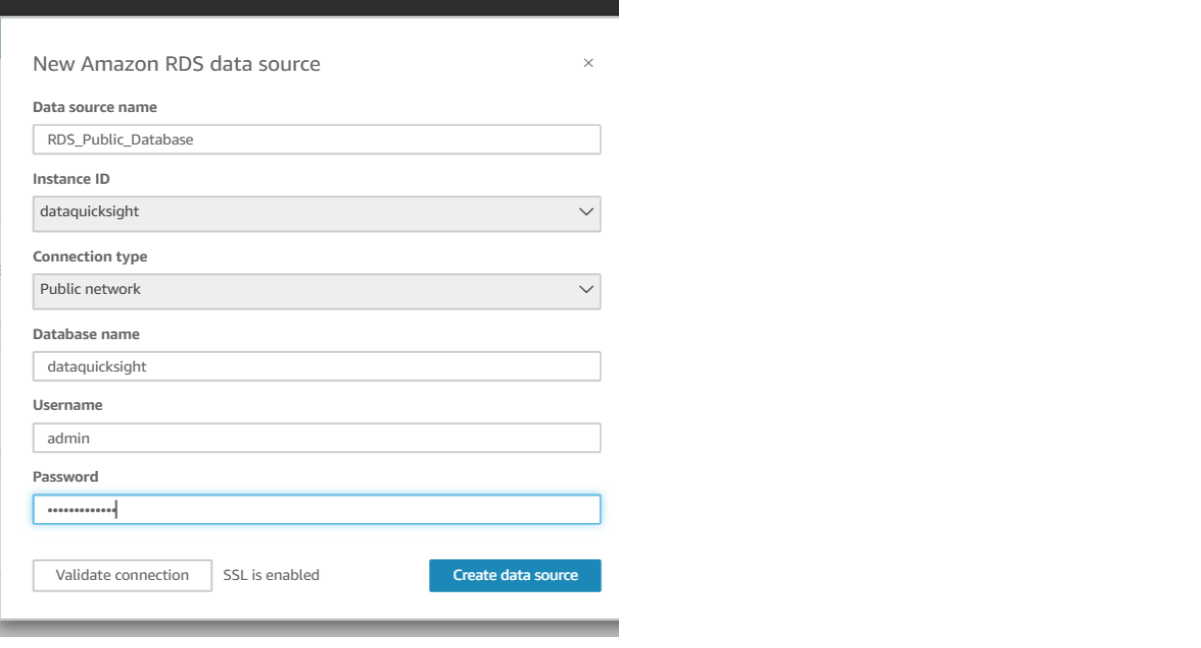 New Amazon RDS data source
Data source name
RDS_Public_Database
Instance ID
dataquicksight
Connection type
Public network
Database name
dataquicksight
Username
admin
Password
•••••••••••••
Validate connection SSL is enabled Create data source